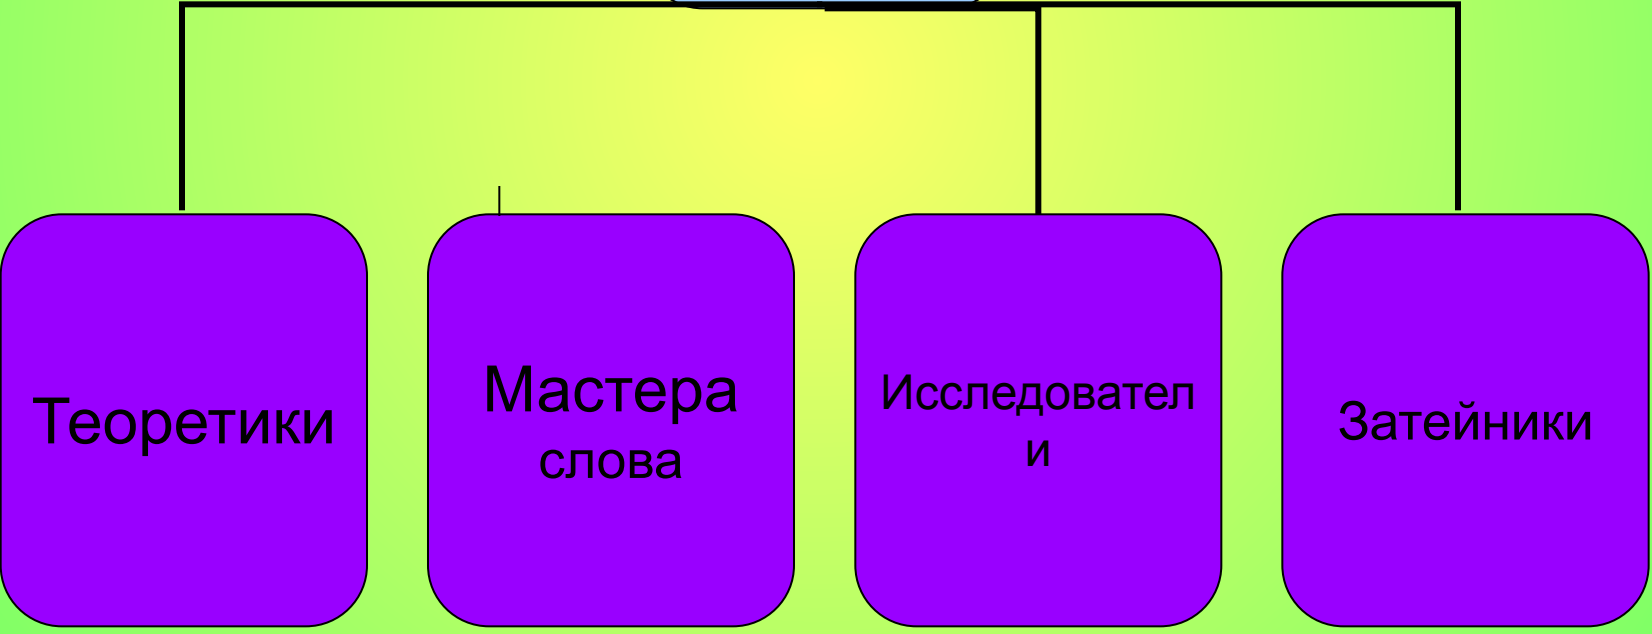 Теоретики
Мастера
слова
Исследовател
и
Затейники